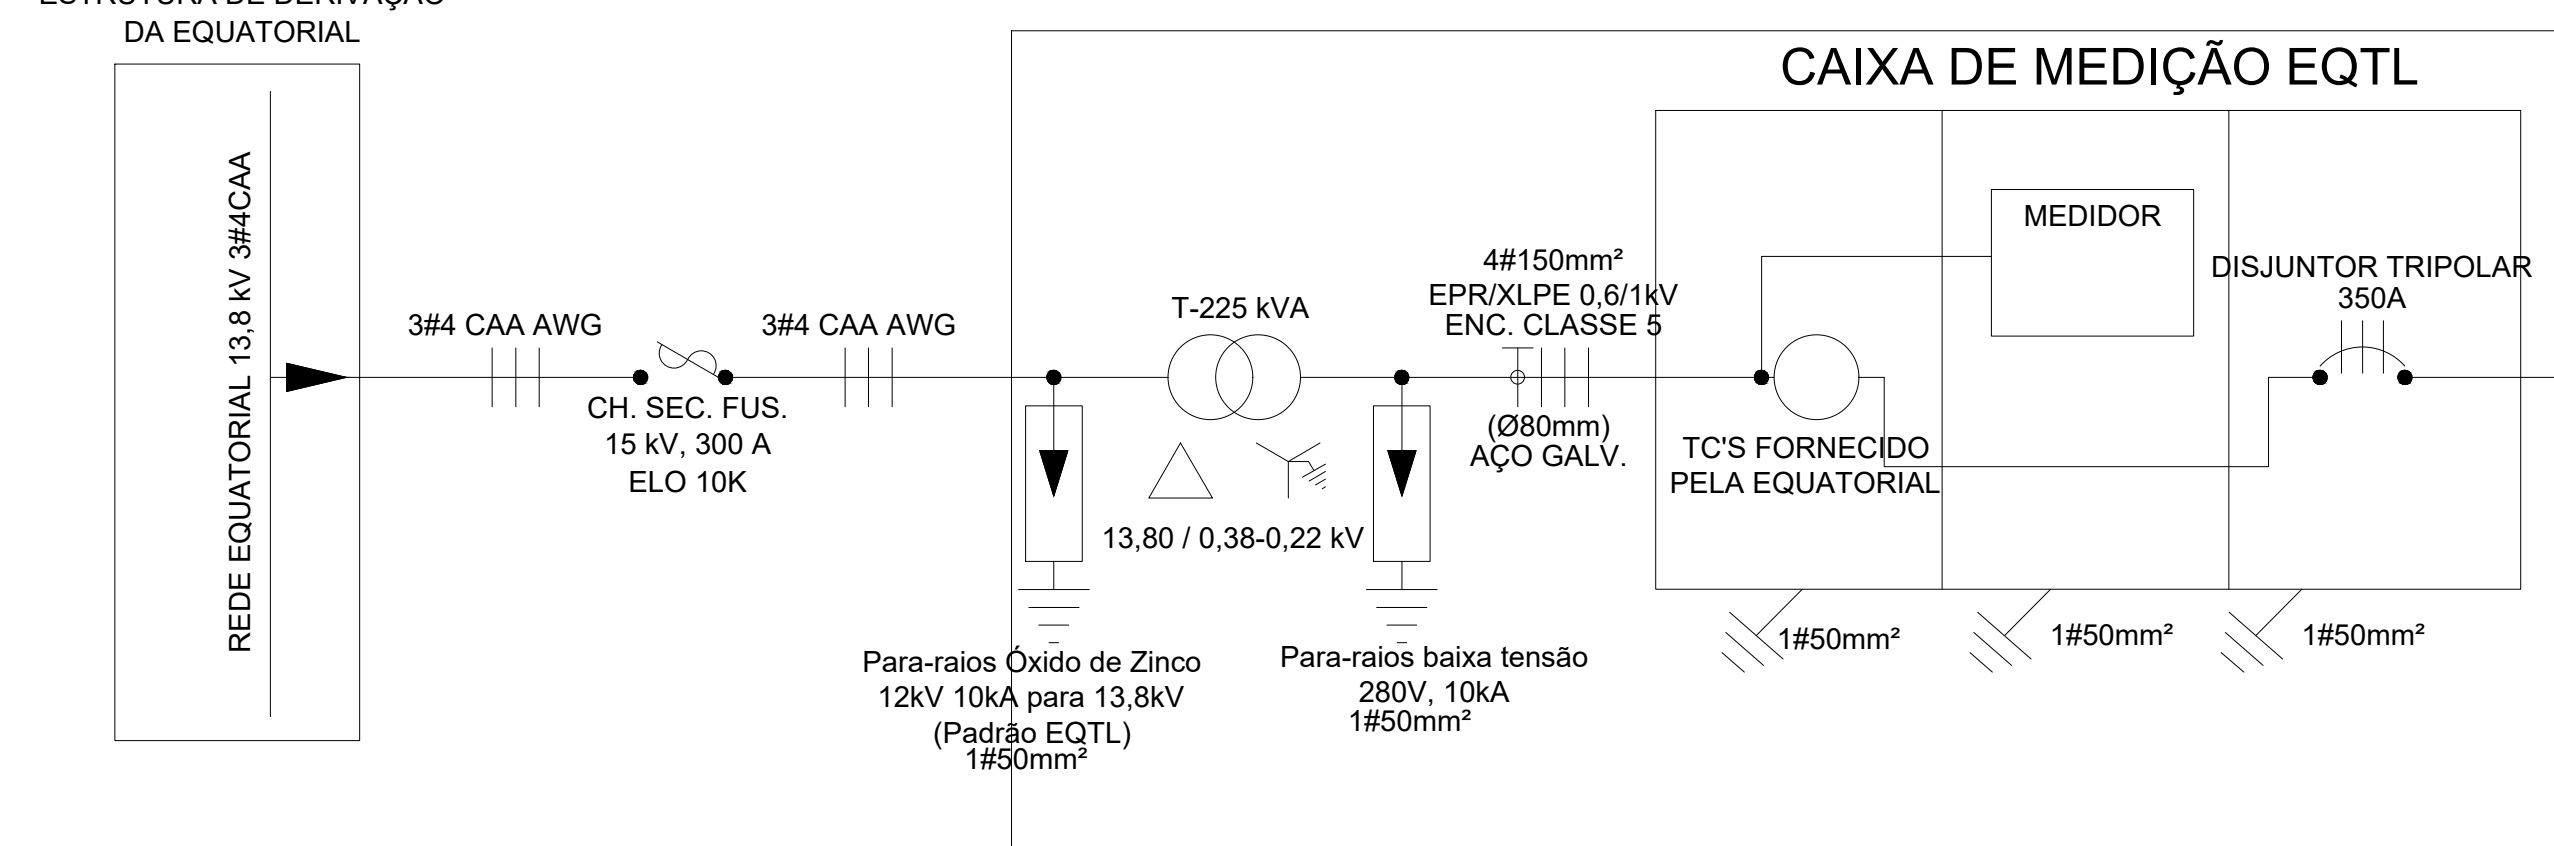 ESTRUTURA DE DERIVAÇÃO
DA EQUATORIAL
REDE EQUATORIAL 13,8 kV 3#4CAA
3#4 CAA AWG
CH. SEC. FUS.
15 kV, 300 A
ELO 10K
3#4 CAA AWG
Para-raios Óxido de Zinco
12kV 10kA para 13,8kV
(Padrão EQTL)
1#50mm²
T-225 kVA
13,80 / 0,38-0,22 kV
Para-raios baixa tensão
280V, 10kA
1#50mm²
4#150mm²
EPR/XLPE 0,6/1kV
ENC. CLASSE 5
(Ø80mm)
AÇO GALV.
CAIXA DE MEDIÇÃO EQTL
TC'S FORNECIDO
PELA EQUATORIAL
MEDIDOR
DISJUNTOR TRIPOLAR
350A
1#50mm²
1#50mm²
1#50mm²